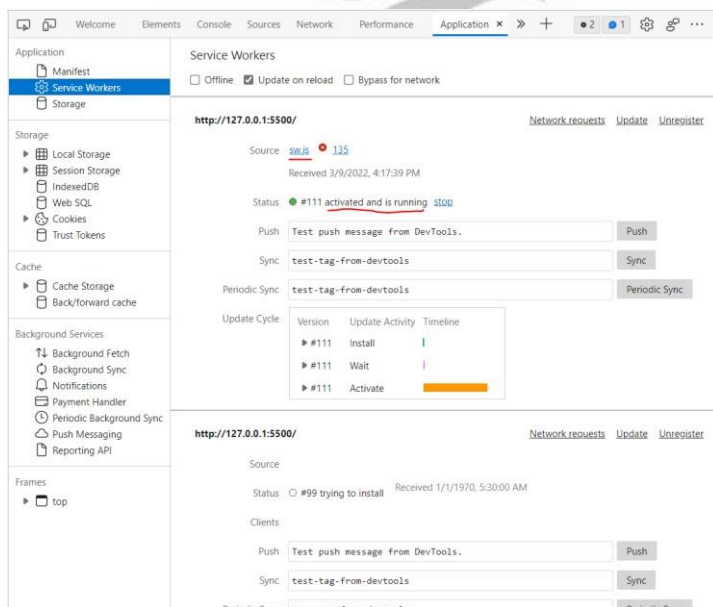 Welcome Elements Console Sources Network Performance Application × » + 2 1 ...
Application
Manifest
Service Workers
Storage
Storage
Local Storage
Session Storage
IndexedDB
Web SQL
Cookies
Trust Tokens
Cache
Cache Storage
Back/forward cache
Background Services
Background Fetch
Background Sync
Notifications
Payment Handler
Periodic Background Sync
Push Messaging
Reporting API
Frames
top
Service Workers
Offline Update on reload Bypass for network
http://127.0.0.1:5500/ Network requests Update Unregister
Source sw.js 135
Received 3/9/2022, 4:17:39 PM
Status #111 activated and is running stop
Push Test push message from DevTools. Push
Sync test-tag-from-devtools Sync
Periodic Sync test-tag-from-devtools Periodic Sync
Update Cycle Version Update Activity Timeline
#111 Install
#111 Wait
#111 Activate
http://127.0.0.1:5500/ Network requests Update Unregister
Source
Status #99 trying to install Received 1/1/1970, 5:30:00 AM
Clients
Push Test push message from DevTools. Push
Sync test-tag-from-devtools Sync